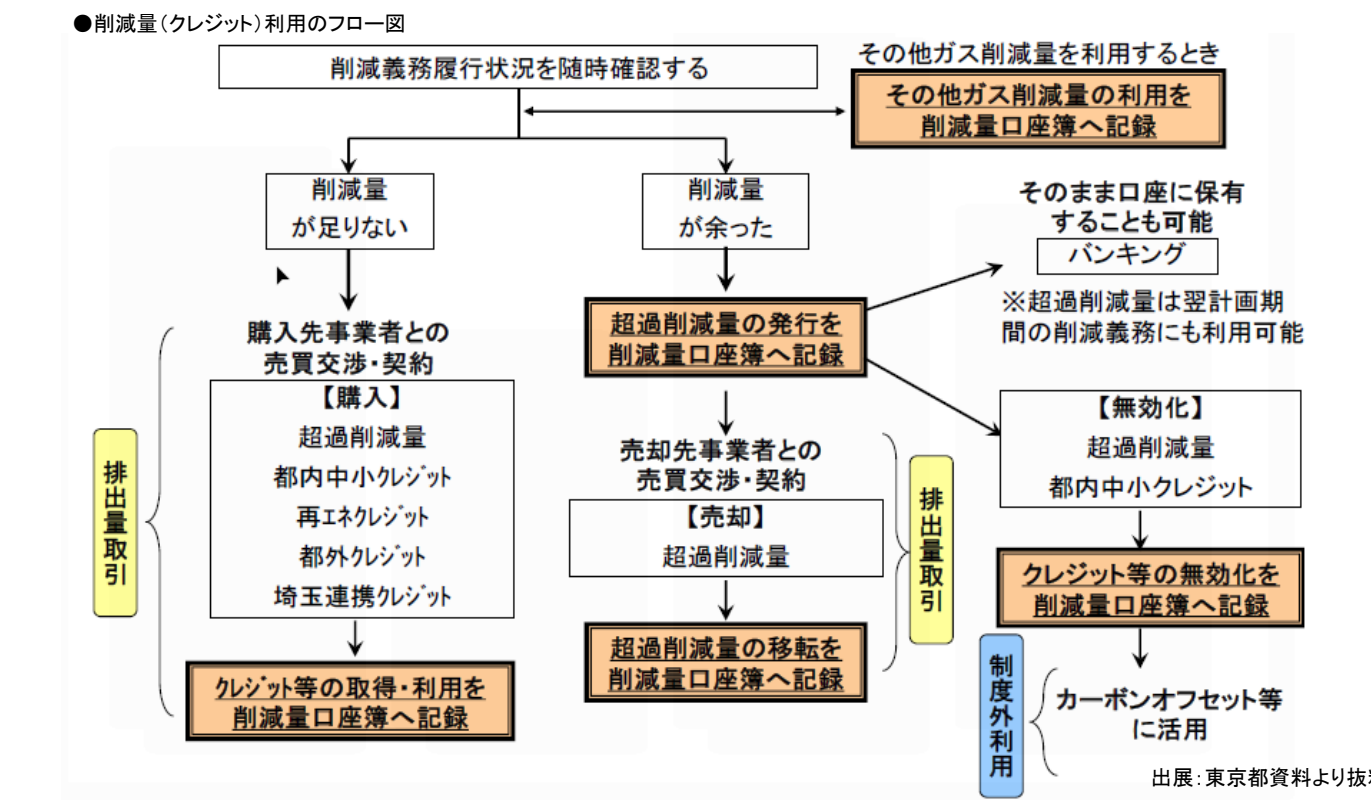 ●削減量(クレジット)利用のフロー図
削減義務履行状況を随時確認する
その他ガス削減量を利用するとき
その他ガス削減量の利用を
削減量口座簿へ記録
削減量
が足りない
削減量
が余った
そのまま口座に保有
することも可能
バンキング
※超過削減量は翌計画期
間の削減義務にも利用可能
購入先事業者との
売買交渉・契約
【購入】
超過削減量
都内中小クレジット
再エネクレジット
都外クレジット
埼玉連携クレジット
排出量取引
クレジット等の取得・利用を
削減量口座簿へ記録
超過削減量の発行を
削減量口座簿へ記録
売却先事業者との
売買交渉・契約
【売却】
超過削減量
排出量取引
超過削減量の移転を
削減量口座簿へ記録
【無効化】
超過削減量
都内中小クレジット
クレジット等の無効化を
削減量口座簿へ記録
制度外利用
カーボンオフセット等
に活用
出展:東京都資料より抜